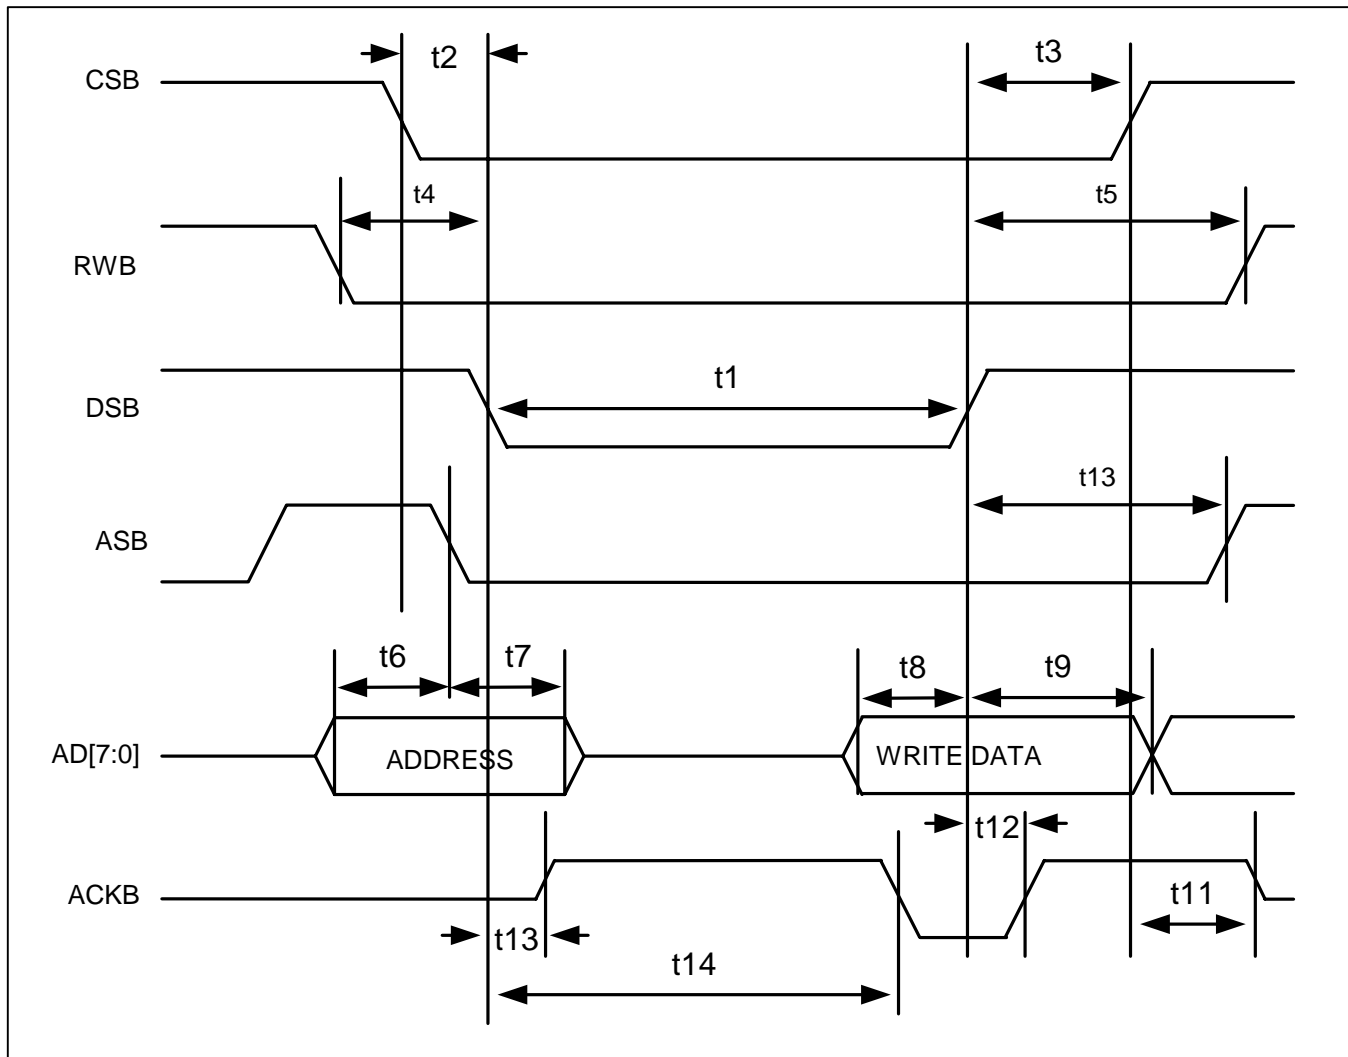 t2
t3
CSB
t4
t5
RWB
t1
DSB
t13
ASB
t6
t7
t8
t9
AD[7:0]
ADDRESS
WRITE DATA
t12
ACKB
t11
t13
t14